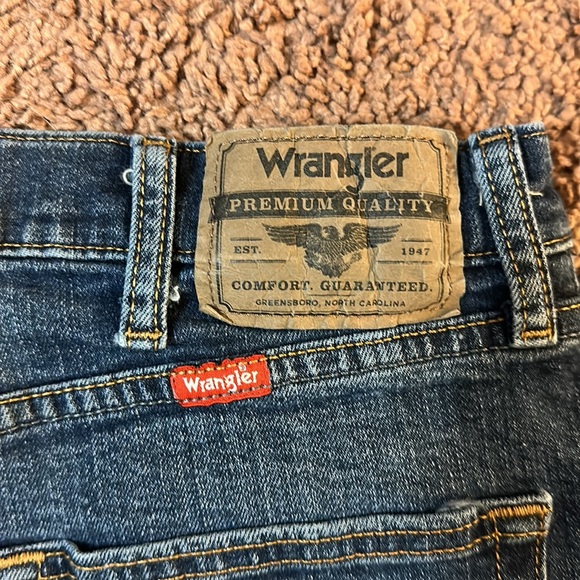 Wrangler
PREMIUM QUALITY
EST. 1947
COMFORT. GUARANTEED.
GREENSBORO, NORTH CAROLINA
Wrangler®